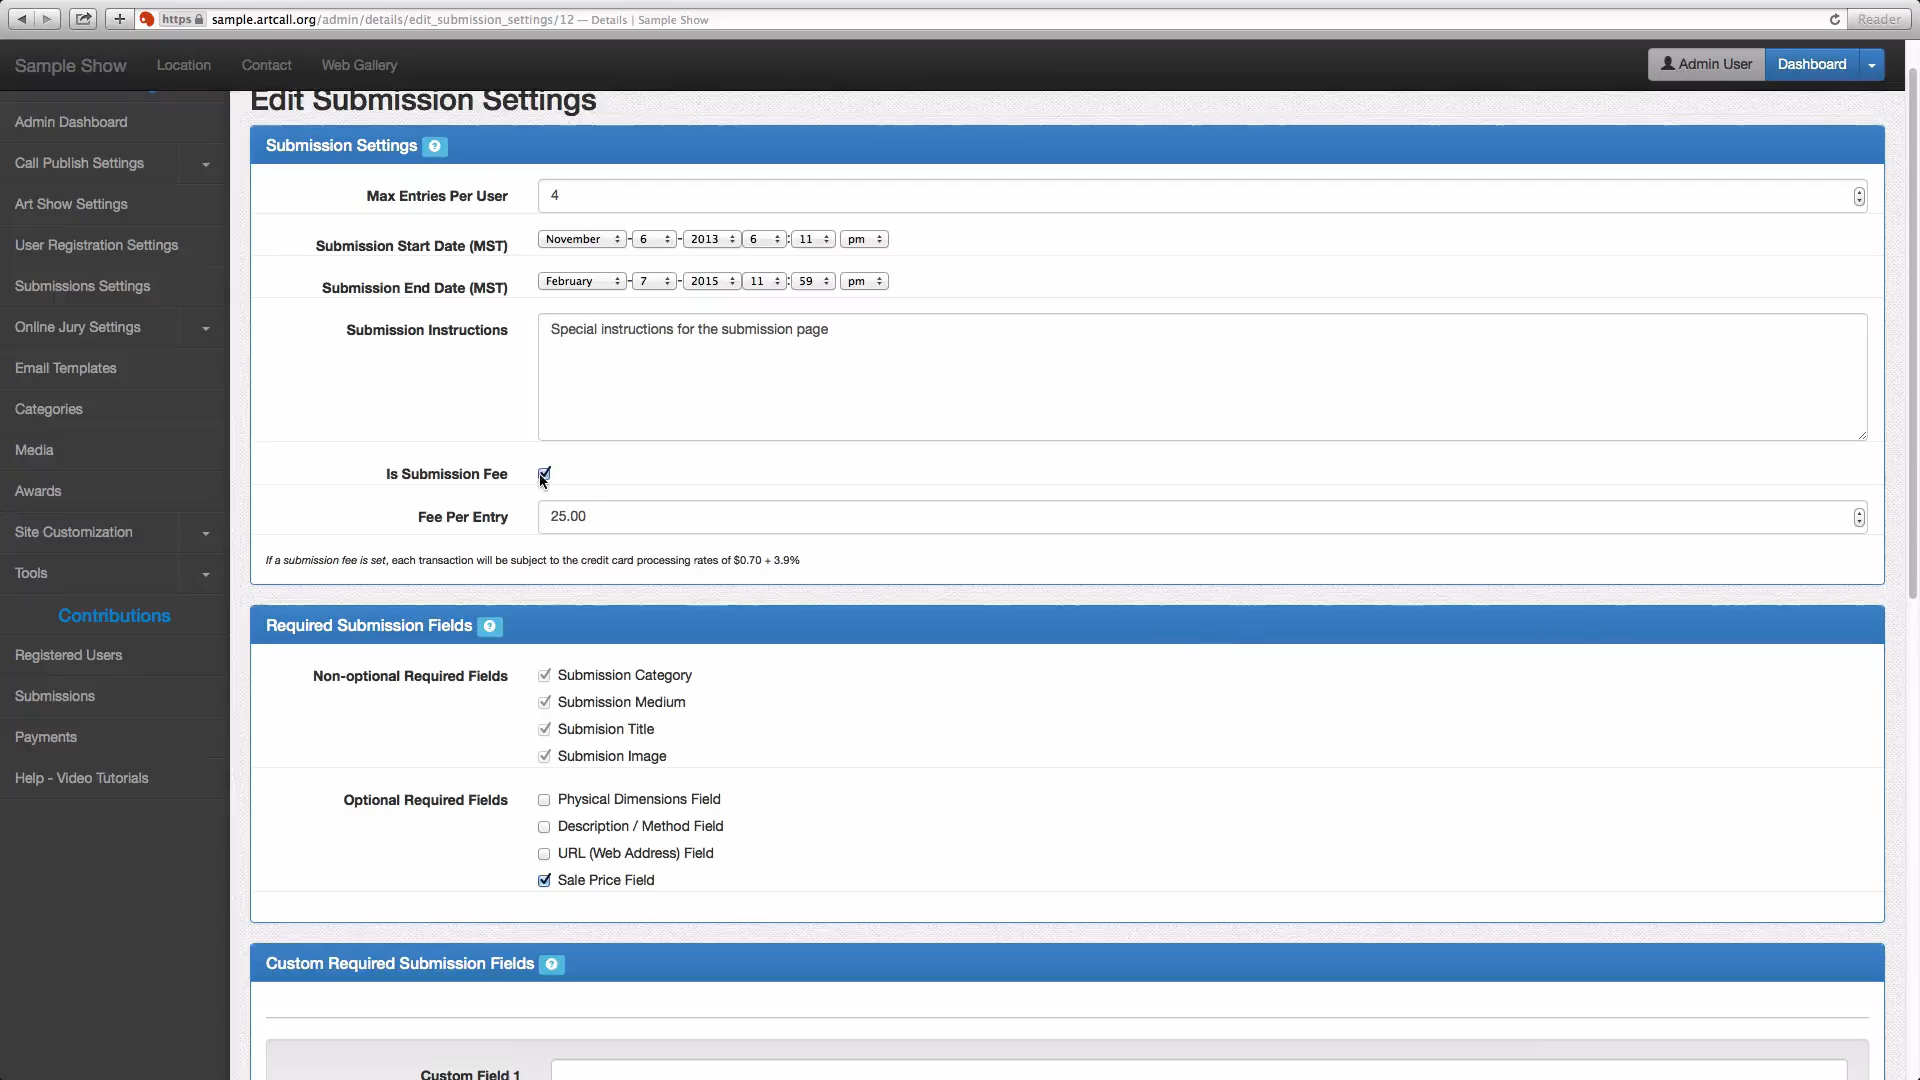 https sample.artcall.org/admin/details/edit_submission_settings/12 — Details | Sample Show Reader
Sample Show Location Contact Web Gallery Admin User Dashboard
Admin Dashboard
Call Publish Settings
Art Show Settings
User Registration Settings
Submissions Settings
Online Jury Settings
Email Templates
Categories
Media
Awards
Site Customization
Tools
Contributions
Registered Users
Submissions
Payments
Help - Video Tutorials
Edit Submission Settings
Submission Settings ?
Max Entries Per User 4
Submission Start Date (MST) November - 6 - 2013 6 : 11 pm
Submission End Date (MST) February - 7 - 2015 11 : 59 pm
Submission Instructions Special instructions for the submission page
Is Submission Fee
Fee Per Entry 25.00
If a submission fee is set, each transaction will be subject to the credit card processing rates of $0.70 + 3.9%
Required Submission Fields ?
Non-optional Required Fields Submission Category
Submission Medium
Submision Title
Submision Image
Optional Required Fields Physical Dimensions Field
Description / Method Field
URL (Web Address) Field
Sale Price Field
Custom Required Submission Fields ?
Custom Field 1